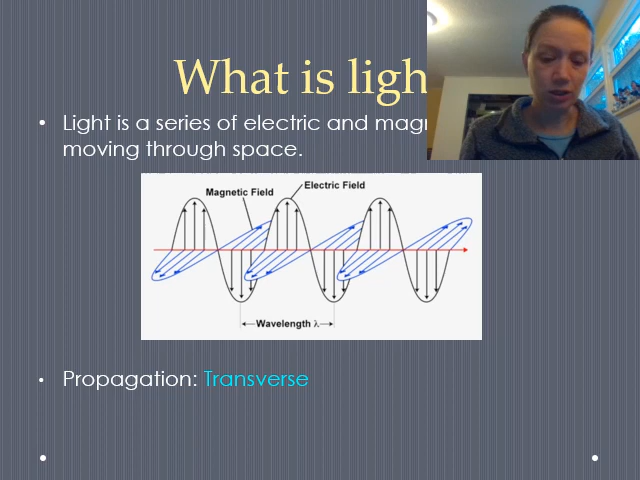 What is ligh
• Light is a series of electric and magr
moving through space.
Magnetic Field
Electric Field
Wavelength λ
• Propagation: Transverse